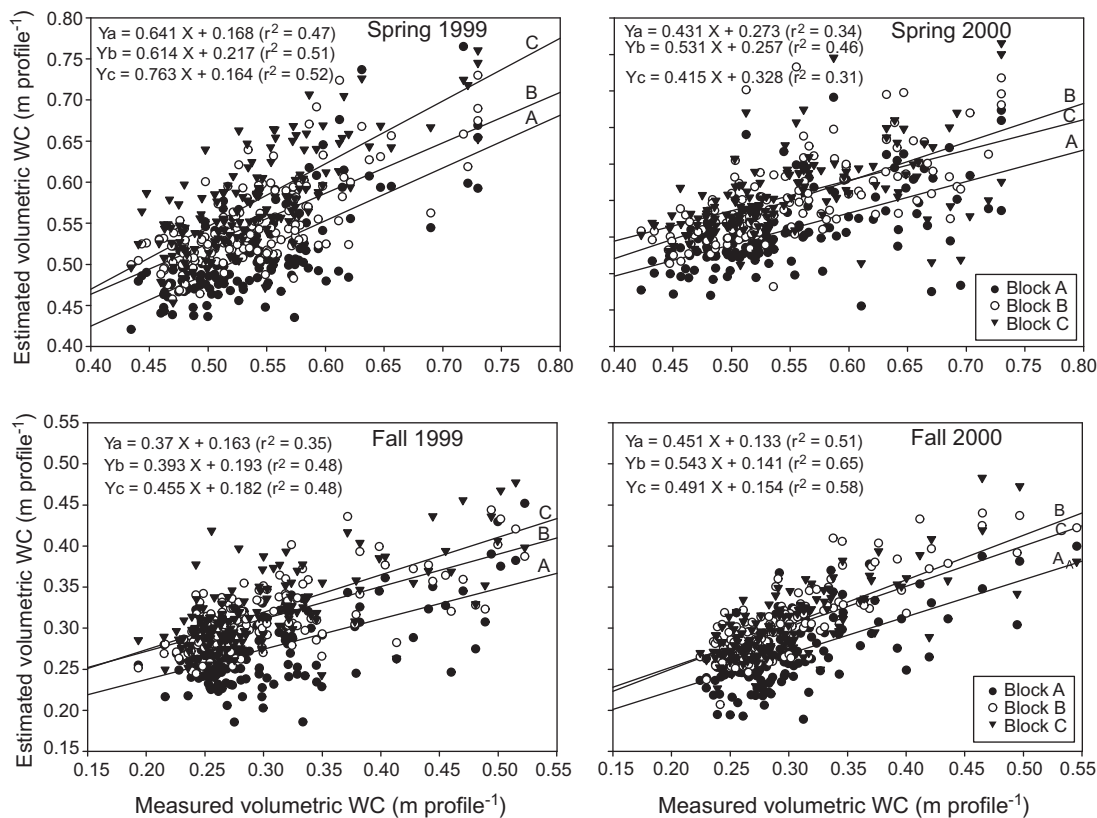 Estimated volumetric WC (m profile⁻¹)
0.80
0.75
0.70
0.65
0.60
0.55
0.50
0.45
0.40
Ya = 0.641 X + 0.168 (r² = 0.47)
Yb = 0.614 X + 0.217 (r² = 0.51)
Yc = 0.763 X + 0.164 (r² = 0.52)
Spring 1999
C
B
A
0.40 0.45 0.50 0.55 0.60 0.65 0.70 0.75 0.80
Ya = 0.431 X + 0.273 (r² = 0.34)
Yb = 0.531 X + 0.257 (r² = 0.46)
Yc = 0.415 X + 0.328 (r² = 0.31)
Spring 2000
B
C
A
Block A
Block B
Block C
0.40 0.45 0.50 0.55 0.60 0.65 0.70 0.75 0.80
Estimated volumetric WC (m profile⁻¹)
0.55
0.50
0.45
0.40
0.35
0.30
0.25
0.20
0.15
Ya = 0.37 X + 0.163 (r² = 0.35)
Yb = 0.393 X + 0.193 (r² = 0.48)
Yc = 0.455 X + 0.182 (r² = 0.48)
Fall 1999
C
B
A
0.15 0.20 0.25 0.30 0.35 0.40 0.45 0.50 0.55
Measured volumetric WC (m profile⁻¹)
Ya = 0.451 X + 0.133 (r² = 0.51)
Yb = 0.543 X + 0.141 (r² = 0.65)
Yc = 0.491 X + 0.154 (r² = 0.58)
Fall 2000
B
C
A
A
Block A
Block B
Block C
0.15 0.20 0.25 0.30 0.35 0.40 0.45 0.50 0.55
Measured volumetric WC (m profile⁻¹)